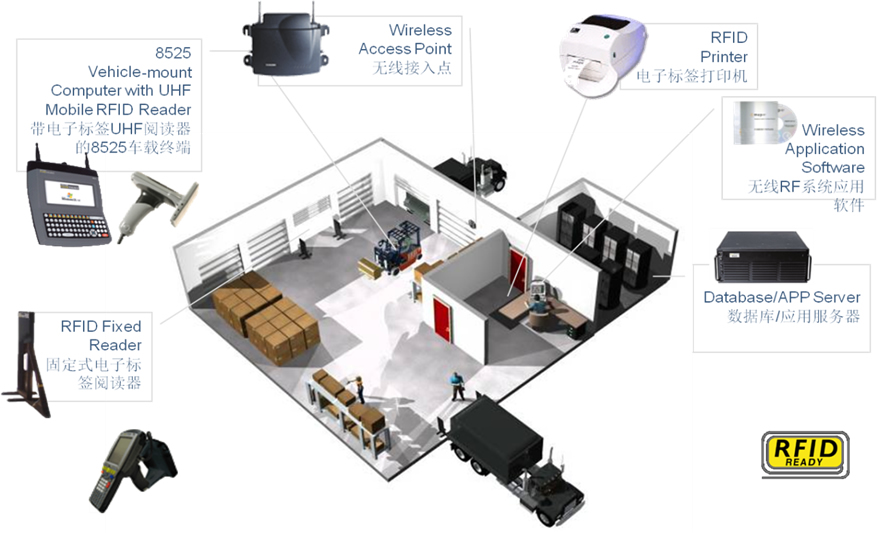 8525
Vehicle-mount
Computer with UHF
Mobile RFID Reader
带电子标签UHF阅读器
的8525车载终端
Wireless
Access Point
无线接入点
RFID
Printer
电子标签打印机
Wireless
Application
Software
无线RF系统应用
软件
Database/APP Server
数据库/应用服务器
RFID Fixed
Reader
固定式电子标
签阅读器
RFID
READY